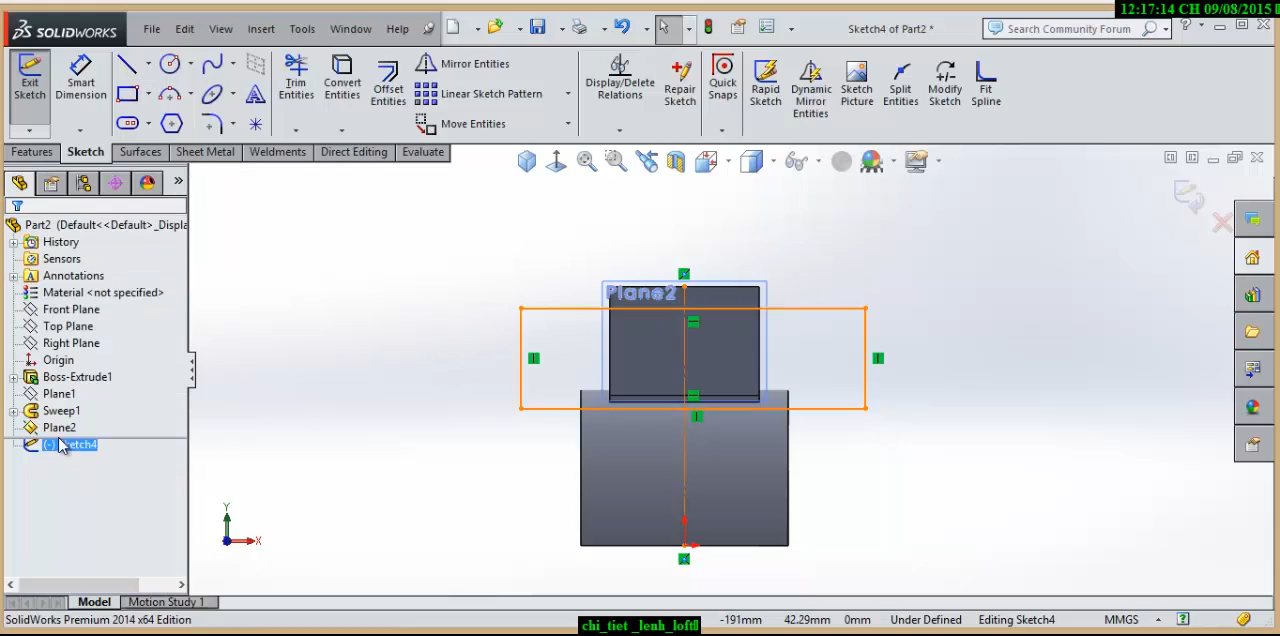 12:17:14 CH 09/08/2015
SOLIDWORKS File Edit View Insert Tools Window Help Sketch4 of Part2 * Search Community Forum
Exit Sketch
Smart Dimension
Trim Entities
Convert Entities
Offset Entities
Mirror Entities
Linear Sketch Pattern
Move Entities
Display/Delete Relations
Repair Sketch
Quick Snaps
Rapid Sketch
Dynamic Mirror Entities
Sketch Picture
Split Entities
Modify Sketch
Fit Spline
Features Sketch Surfaces Sheet Metal Weldments Direct Editing Evaluate
Part2 (Default<<Default>_Displa
History
Sensors
Annotations
Material <not specified>
Front Plane
Top Plane
Right Plane
Origin
Boss-Extrude1
Plane1
Sweep1
Plane2
Plane2
Y
X
Model Motion Study 1
SolidWorks Premium 2014 x64 Edition -191mm 42.29mm 0mm Under Defined Editing Sketch4 MMGS
chi_tiet _lenh_loft